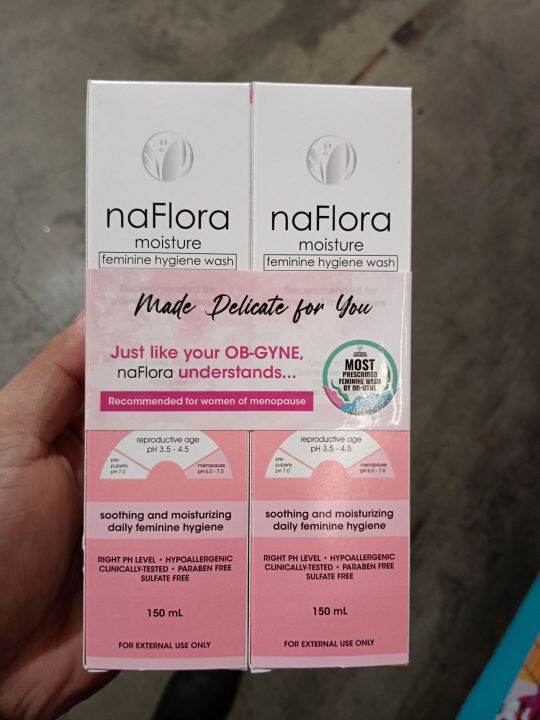 naFlora
moisture
feminine hygiene wash
naFlora
moisture
feminine hygiene wash
Recommended for
Recommended for
Made Delicate for You
Just like your OB-GYNE,
naFlora understands...
Recommended for women of menopause
naflora
MOST
PRESCRIBED
FEMININE WASH
BY OB-GYNE
reproductive age
pH 3.5 - 4.5
pre-
puberty
pH 7.0
menopause
pH 6.0 - 7.5
soothing and moisturizing
daily feminine hygiene
RIGHT PH LEVEL • HYPOALLERGENIC
CLINICALLY-TESTED • PARABEN FREE
SULFATE FREE
150 mL
FOR EXTERNAL USE ONLY
reproductive age
pH 3.5 - 4.5
pre-
puberty
pH 7.0
menopause
pH 6.0 - 7.5
soothing and moisturizing
daily feminine hygiene
RIGHT PH LEVEL • HYPOALLERGENIC
CLINICALLY-TESTED • PARABEN FREE
SULFATE FREE
150 mL
FOR EXTERNAL USE ONLY